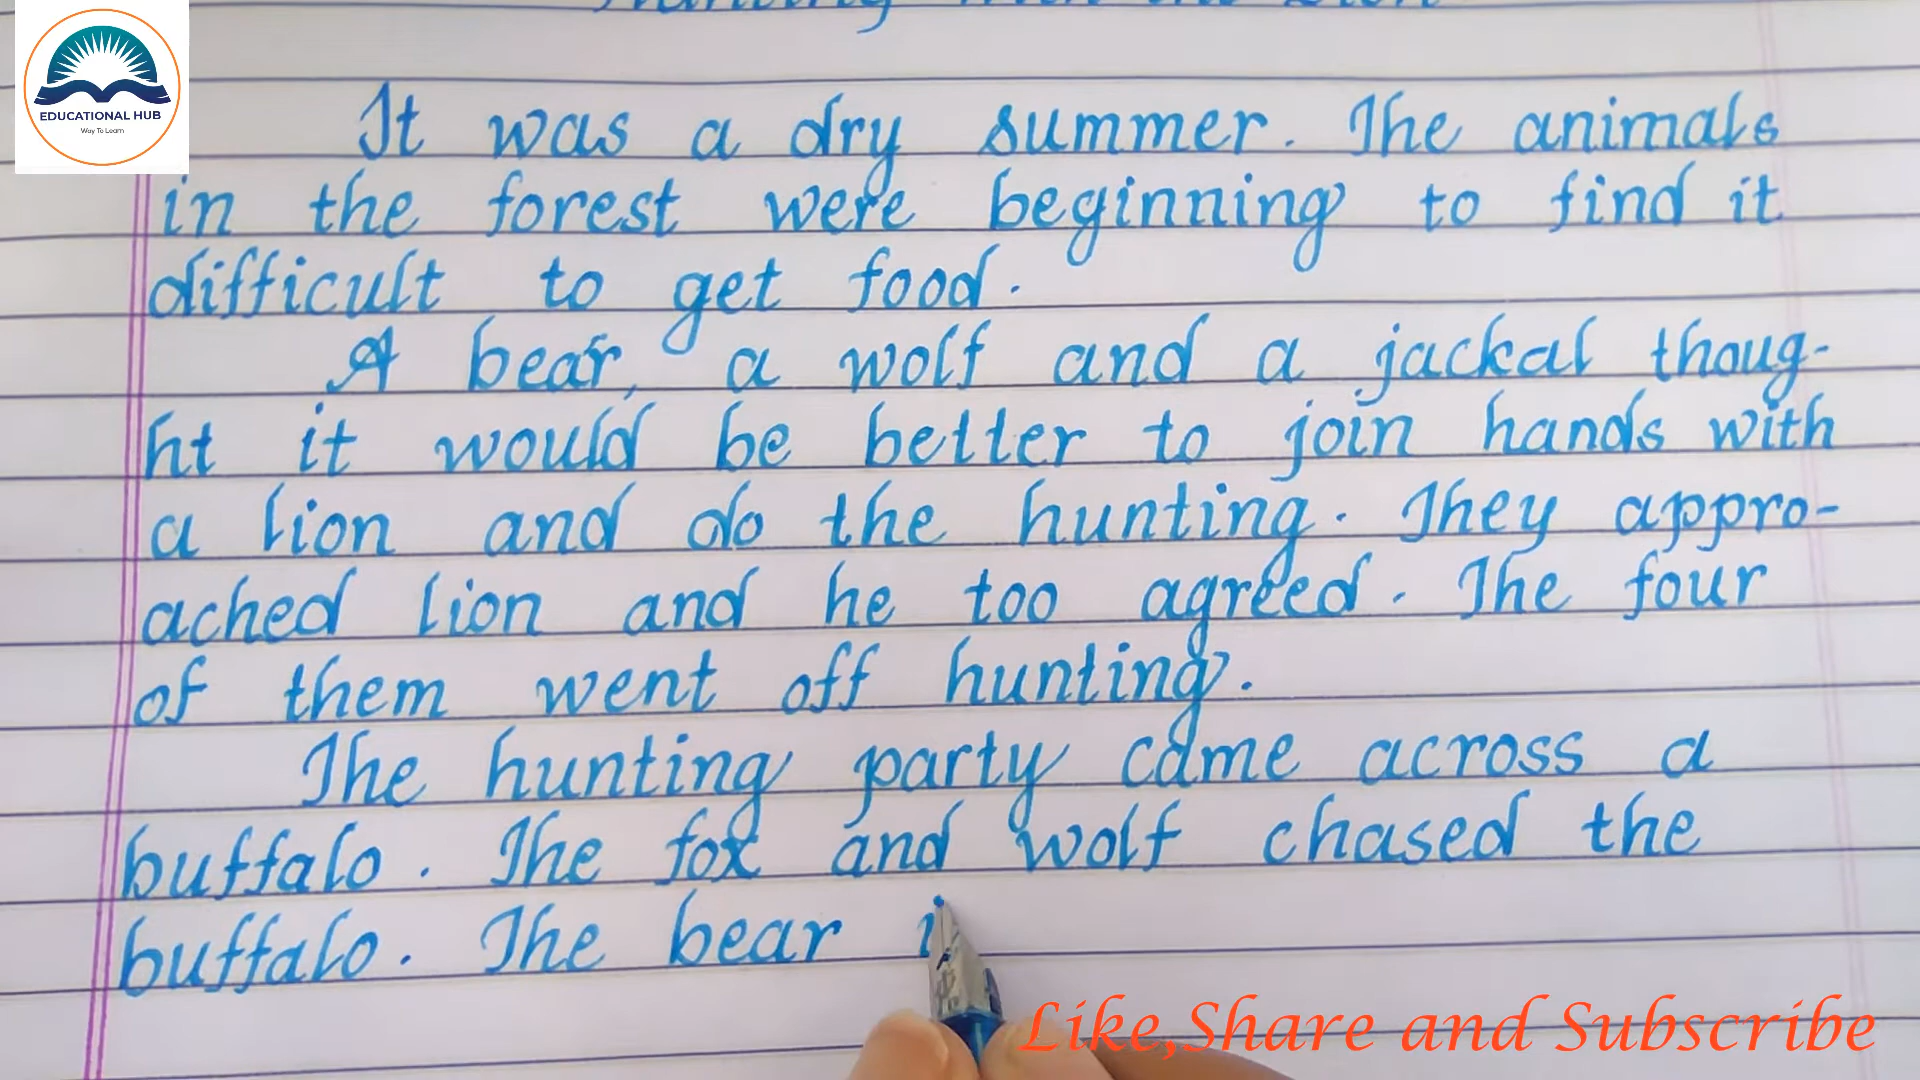 Hunting with the Lion
EDUCATIONAL HUB
Way To Learn
It was a dry summer. The animals
in the forest were beginning to find it
difficult to get food.
A bear, a wolf and a jackal thoug-
ht it would be better to join hands with
a lion and do the hunting. They appro-
ached lion and he too agreed. The four
of them went off hunting.
The hunting party came across a
buffalo. The fox and wolf chased the
buffalo. The bear
Like,Share and Subscribe